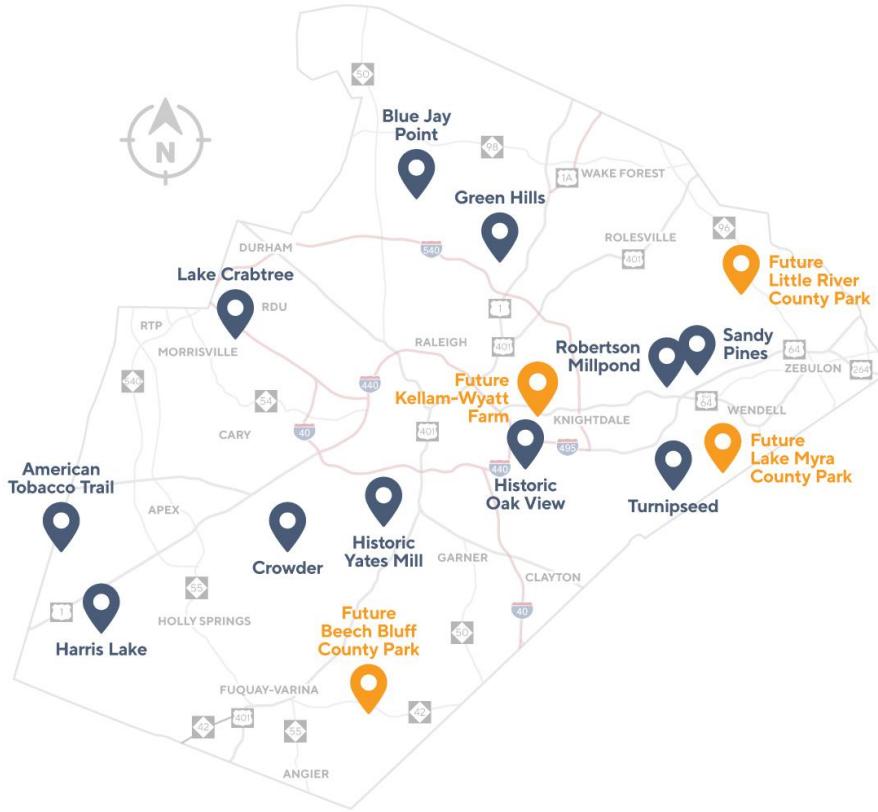 50
Blue Jay
Point
98
N
1A
WAKE FOREST
Green Hills
96
ROLESVILLE
DURHAM
540
401
Future
Little River
County Park
Lake Crabtree
RDU
1
RTP
MORRISVILLE
RALEIGH
401
Robertson
Millpond
Sandy
Pines
64
ZEBULON
264
540
440
Future
Kellam-Wyatt
Farm
54
64
WENDELL
KNIGHTDALE
CARY
40
401
495
Future
Lake Myra
County Park
American
Tobacco Trail
440
Historic
Oak View
Turnipseed
APEX
Crowder
Historic
Yates Mill
GARNER
CLAYTON
55
1
40
HOLLY SPRINGS
Harris Lake
Future
Beech Bluff
County Park
50
FUQUAY-VARINA
42
401
55
42
ANGIER